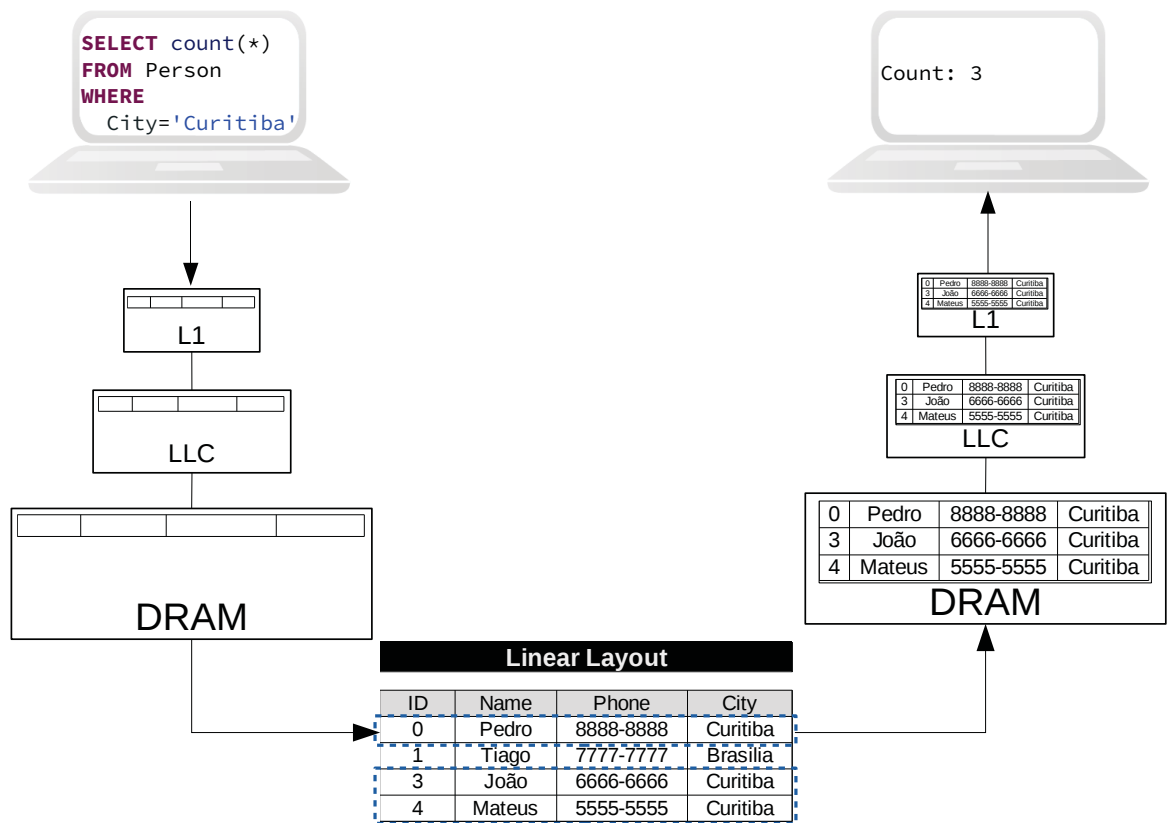 SELECT count(*)
FROM Person
WHERE
City='Curitiba'
L1
LLC
DRAM
Linear Layout
ID Name Phone City
0 Pedro 8888-8888 Curitiba
1 Tiago 7777-7777 Brasilia
3 João 6666-6666 Curitiba
4 Mateus 5555-5555 Curitiba
Count: 3
0 Pedro 8888-8888 Curitiba
3 João 6666-6666 Curitiba
4 Mateus 5555-5555 Curitiba
L1
0 Pedro 8888-8888 Curitiba
3 João 6666-6666 Curitiba
4 Mateus 5555-5555 Curitiba
LLC
0 Pedro 8888-8888 Curitiba
3 João 6666-6666 Curitiba
4 Mateus 5555-5555 Curitiba
DRAM